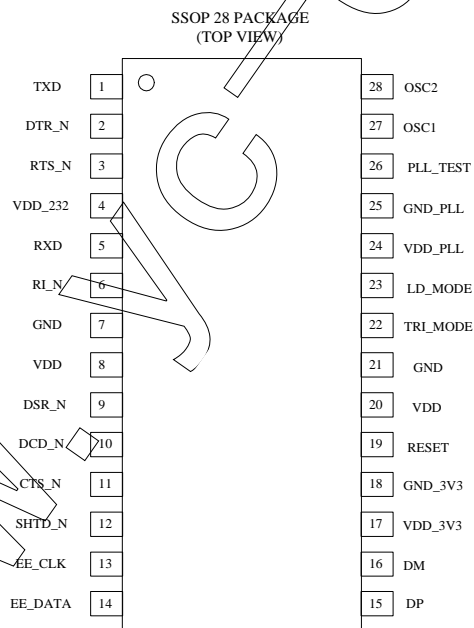 SSOP 28 PACKAGE
(TOP VIEW)
TXD 1 28 OSC2
DTR_N 2 27 OSC1
RTS_N 3 26 PLL_TEST
VDD_232 4 25 GND_PLL
RXD 5 24 VDD_PLL
RI_N 6 23 LD_MODE
GND 7 22 TRI_MODE
VDD 8 21 GND
DSR_N 9 20 VDD
DCD_N 10 19 RESET
CTS_N 11 18 GND_3V3
SHTD_N 12 17 VDD_3V3
EE_CLK 13 16 DM
EE_DATA 14 15 DP